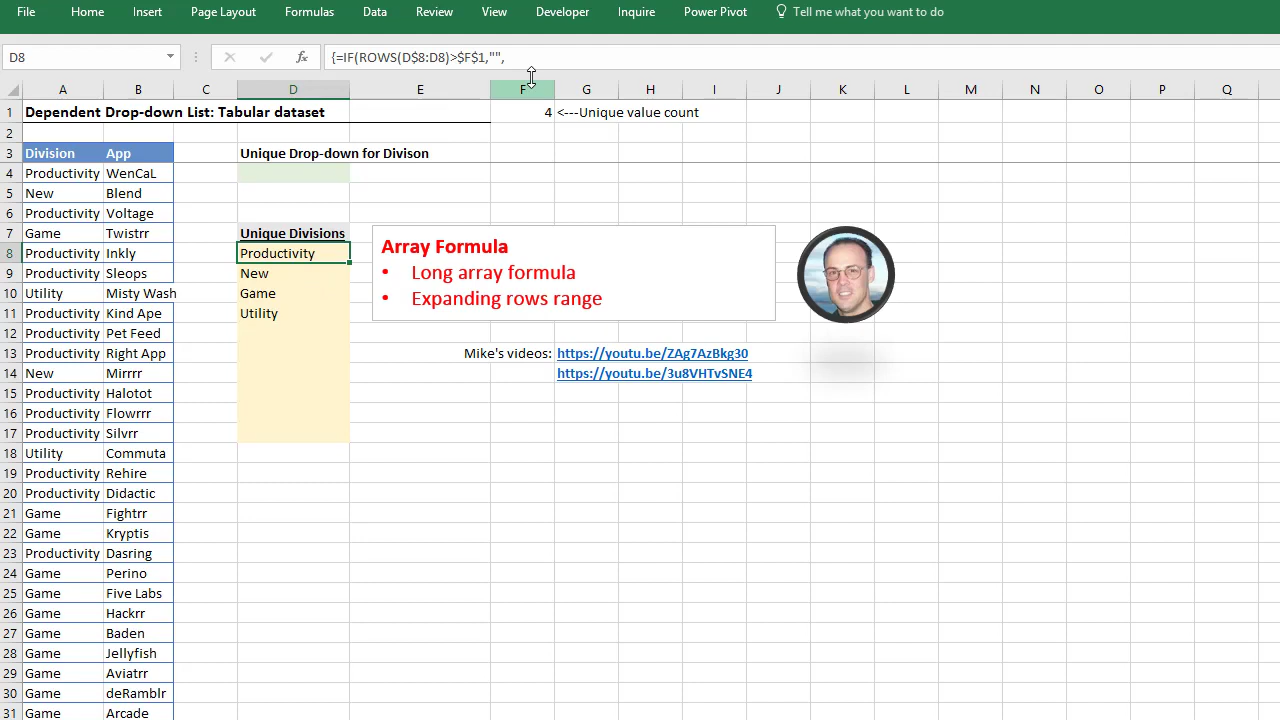 File Home Insert Page Layout Formulas Data Review View Developer Inquire Power Pivot Tell me what you want to do
D8 fx {=IF(ROWS(D$8:D8)>$F$1,"",
A B C D E F G H I J K L M N O P Q
1 Dependent Drop-down List: Tabular dataset 4 <---Unique value count
2
3 Division App Unique Drop-down for Divison
4 Productivity WenCaL
5 New Blend
6 Productivity Voltage
7 Game Twistrr Unique Divisions
8 Productivity Inkly Productivity
9 Productivity Sleops New
10 Utility Misty Wash Game
11 Productivity Kind Ape Utility
Array Formula
• Long array formula
• Expanding rows range
12 Productivity Pet Feed
13 Productivity Right App Mike's videos: https://youtu.be/ZAg7AzBkg30
14 New Mirrrr https://youtu.be/3u8VHTvSNE4
15 Productivity Halotot
16 Productivity Flowrrr
17 Productivity Silvrr
18 Utility Commuta
19 Productivity Rehire
20 Productivity Didactic
21 Game Fightrr
22 Game Kryptis
23 Productivity Dasring
24 Game Perino
25 Game Five Labs
26 Game Hackrr
27 Game Baden
28 Game Jellyfish
29 Game Aviatrr
30 Game deRamblr
31 Game Arcade